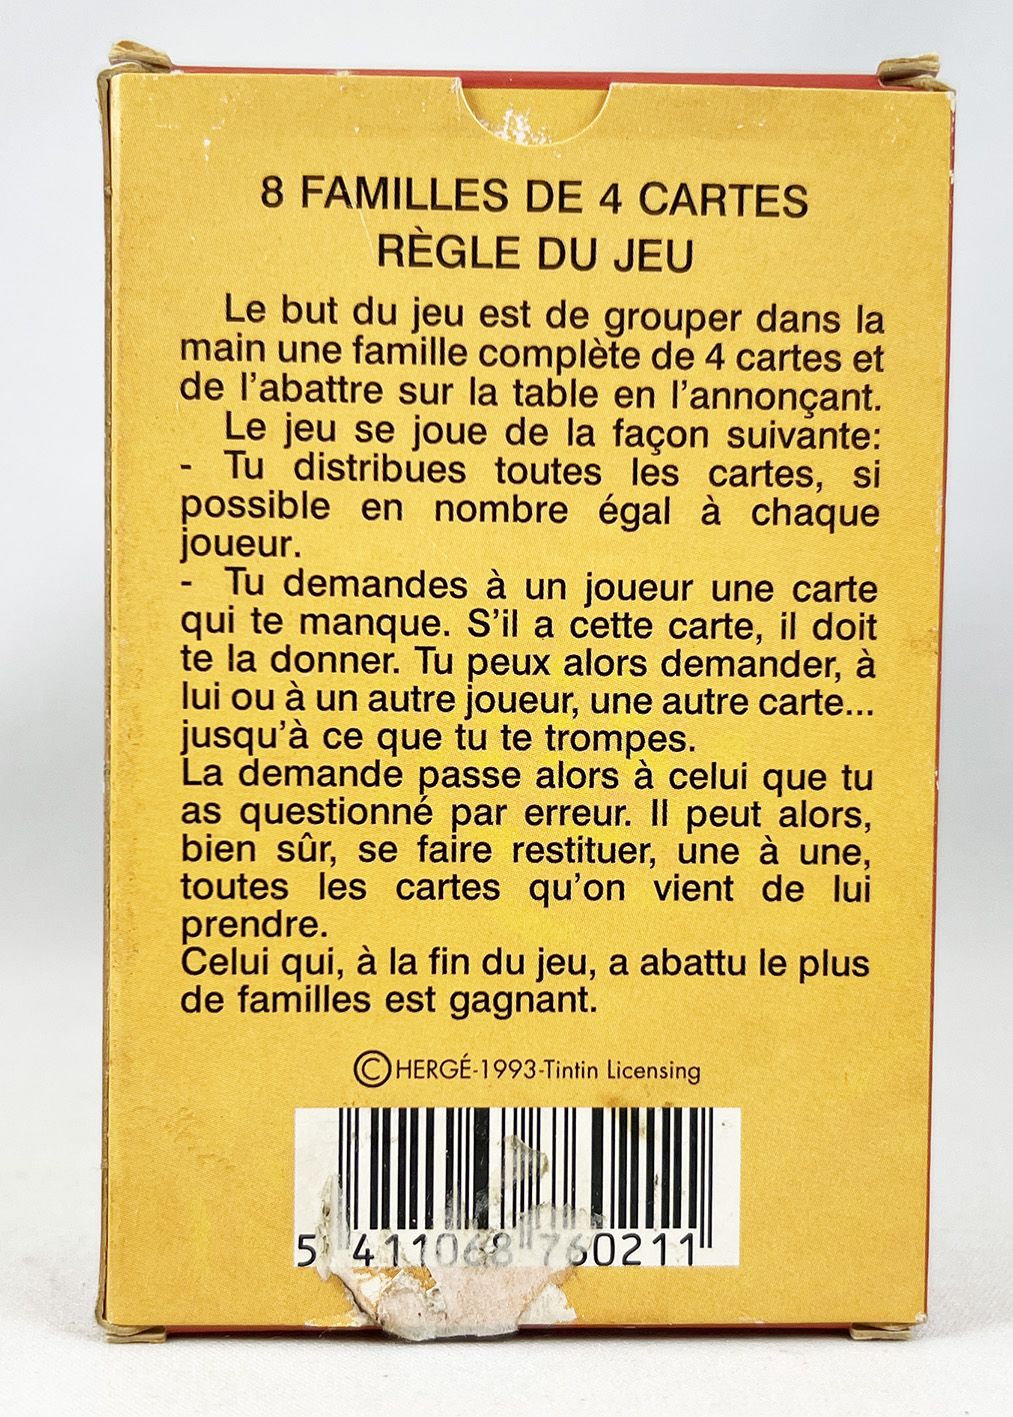 8 FAMILLES DE 4 CARTES
RÈGLE DU JEU
Le but du jeu est de grouper dans la
main une famille complète de 4 cartes et
de l'abattre sur la table en l'annonçant.
Le jeu se joue de la façon suivante:
- Tu distribues toutes les cartes, si
possible en nombre égal à chaque
joueur.
- Tu demandes à un joueur une carte
qui te manque. S'il a cette carte, il doit
te la donner. Tu peux alors demander, à
lui ou à un autre joueur, une autre carte...
jusqu'à ce que tu te trompes.
La demande passe alors à celui que tu
as questionné par erreur. Il peut alors,
bien sûr, se faire restituer, une à une,
toutes les cartes qu'on vient de lui
prendre.
Celui qui, à la fin du jeu, a abattu le plus
de familles est gagnant.
©HERGÉ-1993-Tintin Licensing
5 411068 760211